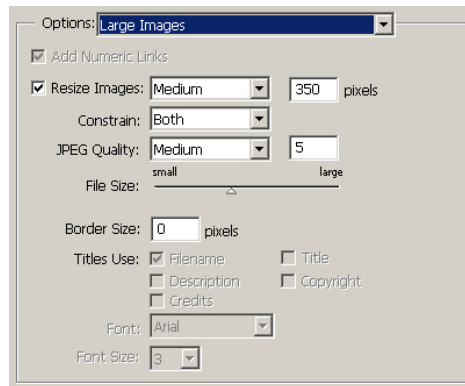 Options: Large Images
Add Numeric Links
Resize Images: Medium 350 pixels
Constrain: Both
JPEG Quality: Medium 5
small large
File Size:
Border Size: 0 pixels
Titles Use: Filename Title
Description Copyright
Credits
Font: Arial
Font Size: 3